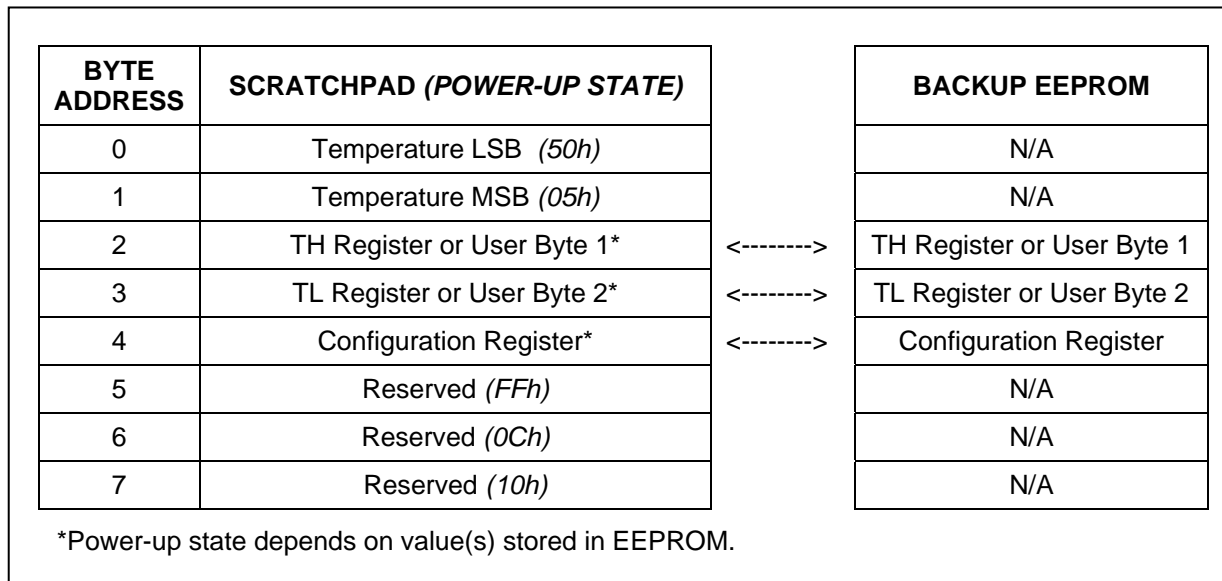 BYTE ADDRESS SCRATCHPAD (POWER-UP STATE) BACKUP EEPROM
0 Temperature LSB (50h) N/A
1 Temperature MSB (05h) N/A
2 TH Register or User Byte 1* <--------> TH Register or User Byte 1
3 TL Register or User Byte 2* <--------> TL Register or User Byte 2
4 Configuration Register* <--------> Configuration Register
5 Reserved (FFh) N/A
6 Reserved (0Ch) N/A
7 Reserved (10h) N/A
*Power-up state depends on value(s) stored in EEPROM.